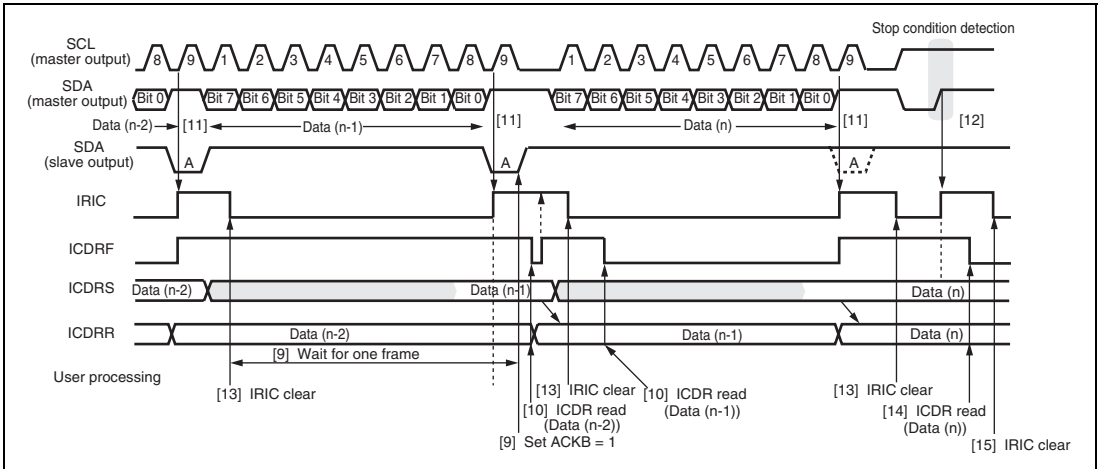 Stop condition detection
SCL
(master output)
8 9 1 2 3 4 5 6 7 8 9 1 2 3 4 5 6 7 8 9
SDA
(master output)
Bit 0 Bit 7 Bit 6 Bit 5 Bit 4 Bit 3 Bit 2 Bit 1 Bit 0 Bit 7 Bit 6 Bit 5 Bit 4 Bit 3 Bit 2 Bit 1 Bit 0
Data (n-2) [11] Data (n-1) [11] Data (n) [11] [12]
SDA
(slave output)
A A A
IRIC
ICDRF
ICDRS
Data (n-2) Data (n-1) Data (n)
ICDRR
Data (n-2) Data (n-1) Data (n)
[9] Wait for one frame
User processing
[13] IRIC clear
[13] IRIC clear
[10] ICDR read
(Data (n-1))
[13] IRIC clear
[10] ICDR read
(Data (n-2))
[14] ICDR read
(Data (n))
[9] Set ACKB = 1
[15] IRIC clear